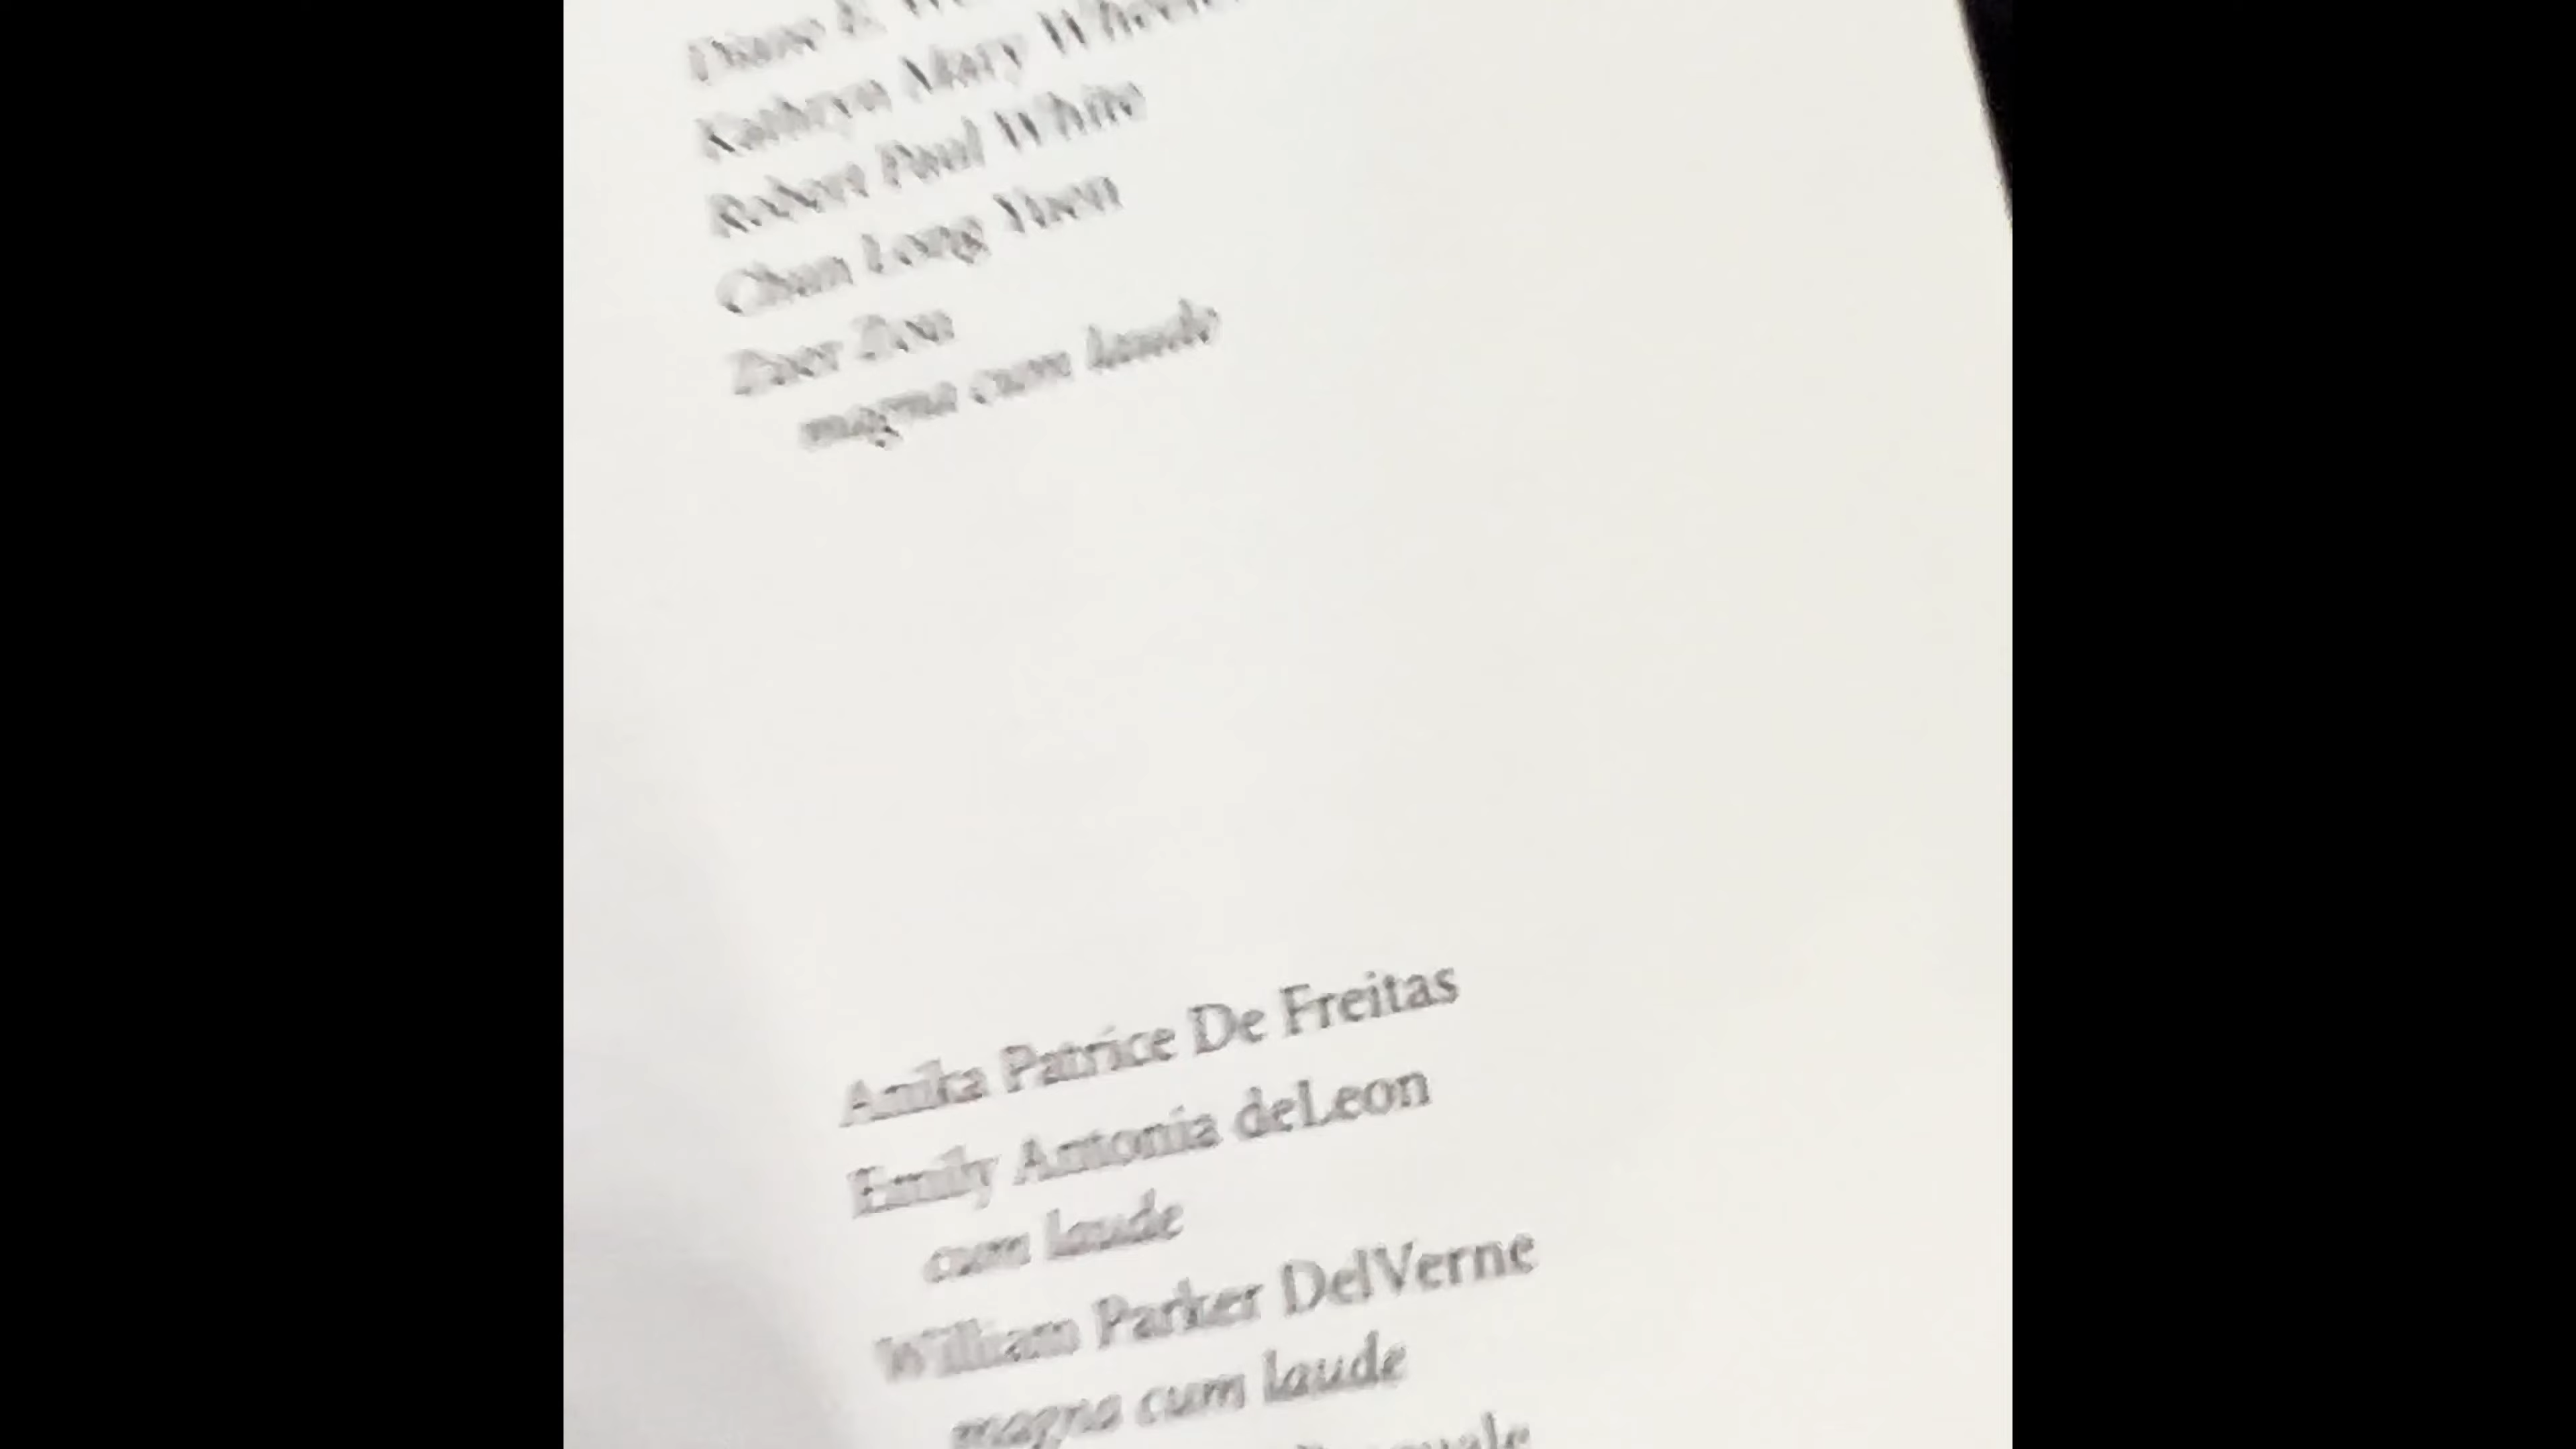 Kathryn Mary
Robert Paul White
Chun Long Yuen
Zou
magna cum laude
Anika Patrice De Freitas
Emily Antonia deLeon
cum laude
William Parker DelVerne
magna cum laude